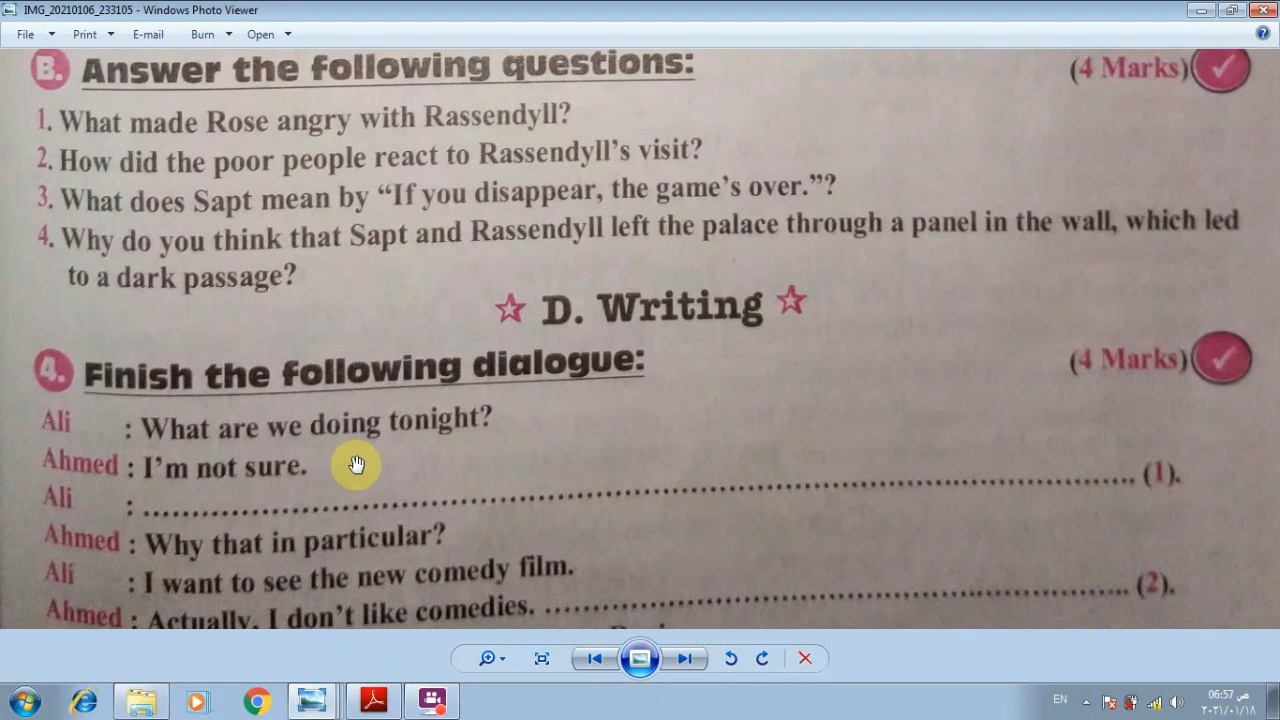 IMG_20210106_233105 - Windows Photo Viewer
File Print E-mail Burn Open
B. Answer the following questions: (4 Marks)
1. What made Rose angry with Rassendyll?
2. How did the poor people react to Rassendyll's visit?
3. What does Sapt mean by “If you disappear, the game's over.”?
4. Why do you think that Sapt and Rassendyll left the palace through a panel in the wall, which led
to a dark passage?
D. Writing
4. Finish the following dialogue: (4 Marks)
Ali : What are we doing tonight?
Ahmed : I'm not sure.
Ali : ........................................................................ (1).
Ahmed : Why that in particular?
Ali : I want to see the new comedy film.
Ahmed : Actually, I don't like comedies. ............................................ (2).
EN
06:57 ص
٢٠٢١/٠١/١٨